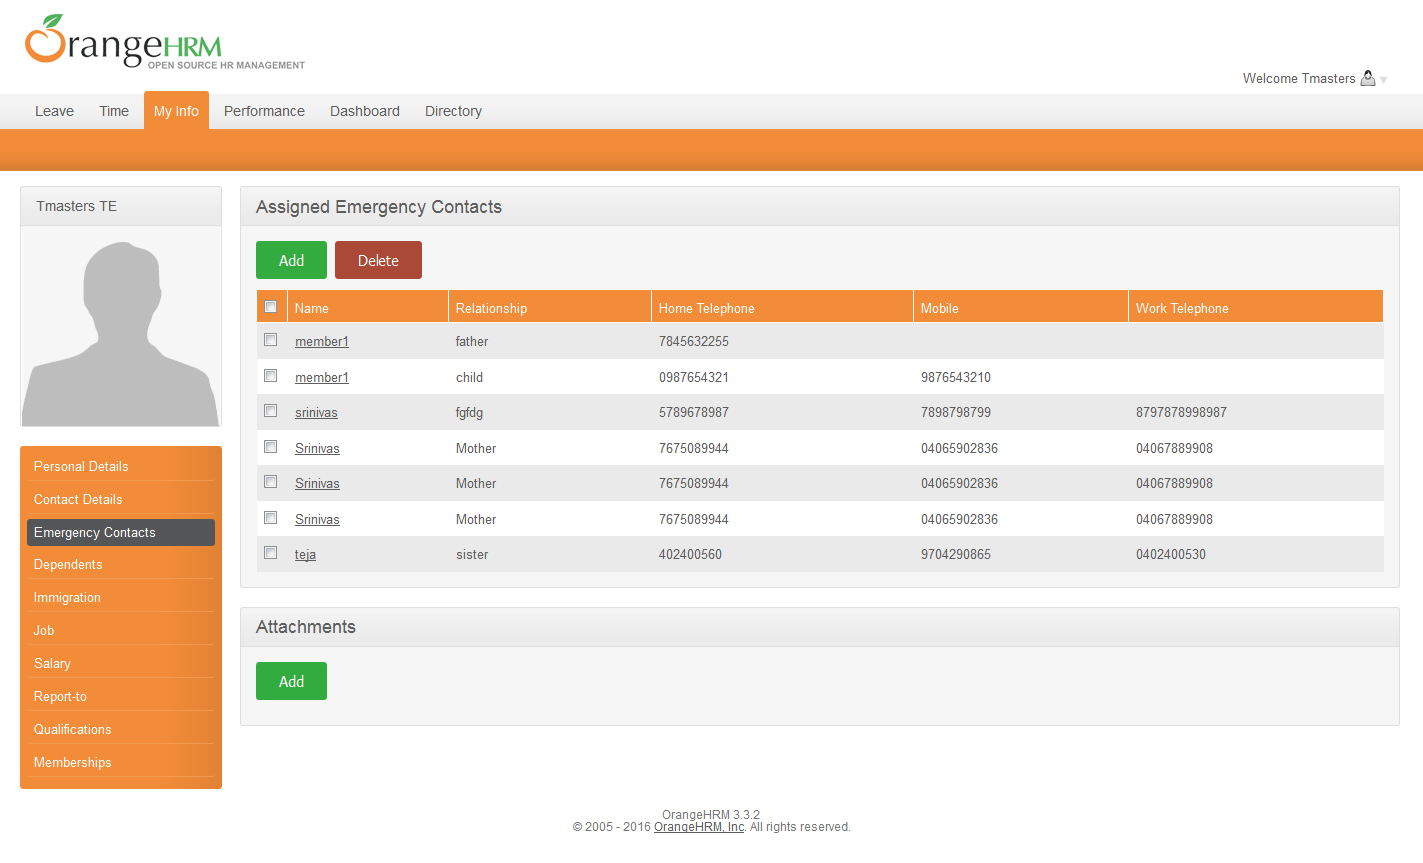 OrangeHRM
OPEN SOURCE HR MANAGEMENT
Welcome Tmasters
Leave Time My Info Performance Dashboard Directory
Tmasters TE
Personal Details
Contact Details
Emergency Contacts
Dependents
Immigration
Job
Salary
Report-to
Qualifications
Memberships
Assigned Emergency Contacts
Add Delete
Name Relationship Home Telephone Mobile Work Telephone
member1 father 7845632255
member1 child 0987654321 9876543210
srinivas fgfdg 5789678987 7898798799 8797878998987
Srinivas Mother 7675089944 04065902836 04067889908
Srinivas Mother 7675089944 04065902836 04067889908
Srinivas Mother 7675089944 04065902836 04067889908
teja sister 402400560 9704290865 0402400530
Attachments
Add
OrangeHRM 3.3.2
© 2005 - 2016 OrangeHRM, Inc. All rights reserved.